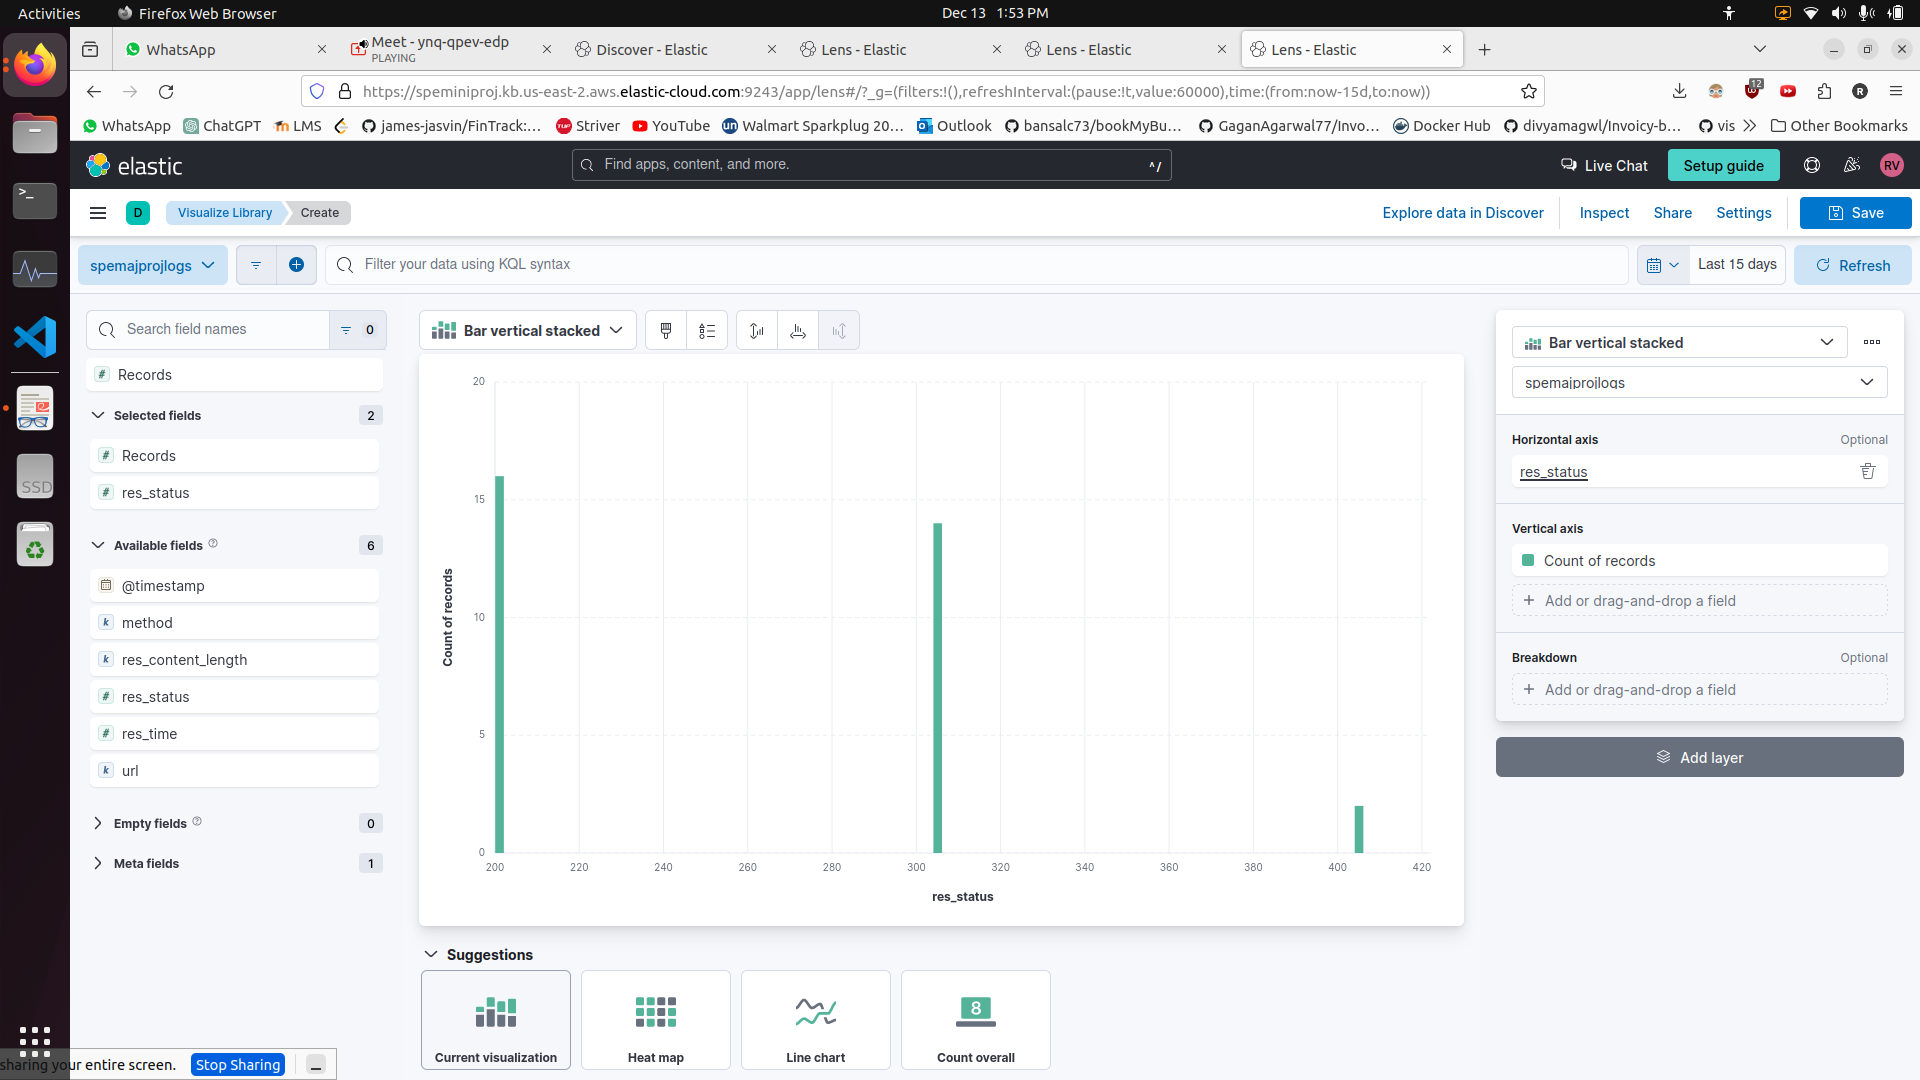 Activities
Firefox Web Browser
Dec 13 1:53 PM
WhatsApp
Meet - ynq-qpev-edp
PLAYING
Discover - Elastic
Lens - Elastic
Lens - Elastic
Lens - Elastic
https://speminiproj.kb.us-east-2.aws.elastic-cloud.com:9243/app/lens#/?_g=(filters:!(),refreshInterval:(pause:!t,value:60000),time:(from:now-15d,to:now))
12
R
WhatsApp
ChatGPT
LMS
james-jasvin/FinTrack:...
Striver
YouTube
Walmart Sparkplug 20...
Outlook
bansalc73/bookMyBu...
GaganAgarwal77/Invo...
Docker Hub
divyamagwl/Invoicy-b...
vis
Other Bookmarks
elastic
Find apps, content, and more.
^/
Live Chat
Setup guide
RV
D
Visualize Library
Create
Explore data in Discover
Inspect
Share
Settings
Save
spemajprojlogs
Filter your data using KQL syntax
Last 15 days
Refresh
Search field names
0
# Records
Selected fields
2
# Records
# res_status
Available fields
6
@timestamp
k method
k res_content_length
# res_status
# res_time
k url
Empty fields
0
Meta fields
1
Bar vertical stacked
20
15
10
5
0
Count of records
200
220
240
260
280
300
320
340
360
380
400
420
res_status
Suggestions
Current visualization
Heat map
Line chart
8
Count overall
Bar vertical stacked
spemajprojlogs
Horizontal axis
Optional
res_status
Vertical axis
Count of records
+ Add or drag-and-drop a field
Breakdown
Optional
+ Add or drag-and-drop a field
Add layer
SSD
sharing your entire screen.
Stop Sharing